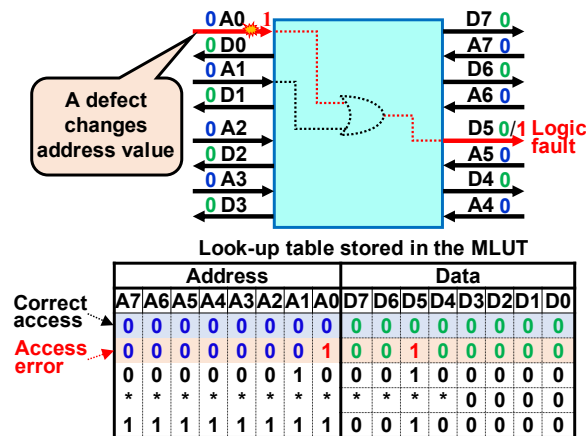 0 A0 1 D7 0
0 D0 A7 0
0 A1 D6 0
0 D1 A6 0
0 A2 D5 0/1 Logic fault
0 D2 A5 0
0 A3 D4 0
0 D3 A4 0
A defect
changes
address value
Look-up table stored in the MLUT
Address Data
A7 A6 A5 A4 A3 A2 A1 A0 D7 D6 D5 D4 D3 D2 D1 D0
Correct access 0 0 0 0 0 0 0 0 0 0 0 0 0 0 0 0
Access error 0 0 0 0 0 0 0 1 0 0 1 0 0 0 0 0
0 0 0 0 0 0 1 0 0 0 1 0 0 0 0 0
* * * * * * * * * * * * 0 0 0 0
1 1 1 1 1 1 1 1 0 0 1 0 0 0 0 0